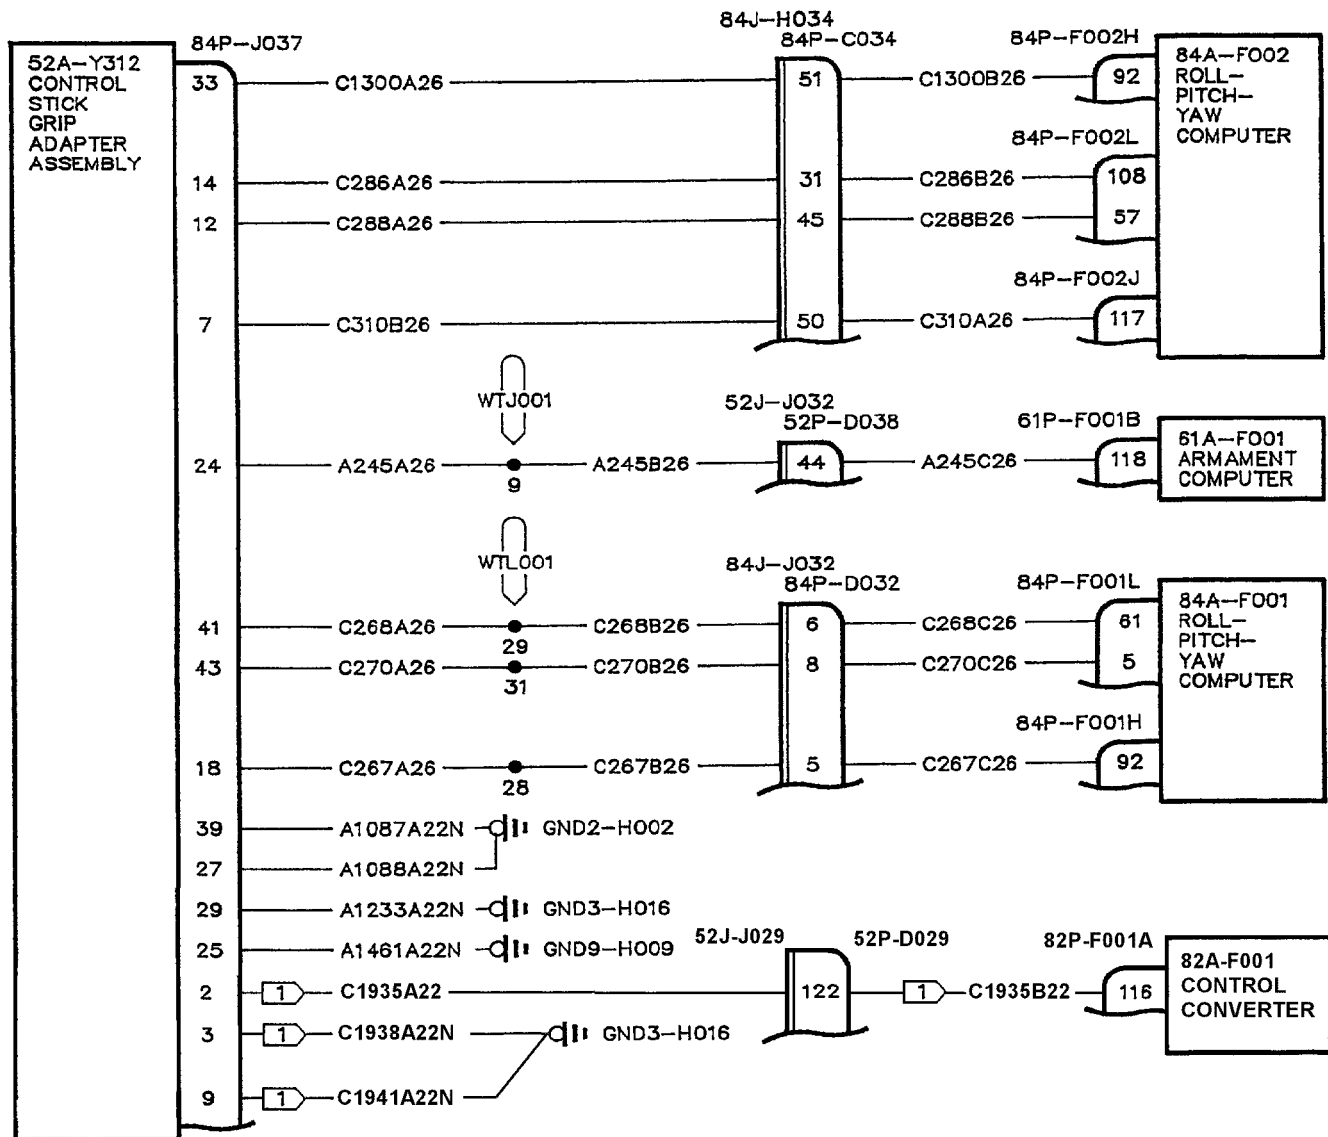 84J-H034
84P-J037 84P-C034 84P-F002H
52A-Y312
CONTROL
STICK
GRIP
ADAPTER
ASSEMBLY
84A-F002
ROLL-
PITCH-
YAW
COMPUTER
33 C1300A26 51 C1300B26 92
84P-F002L
14 C286A26 31 C286B26 108
12 C288A26 45 C288B26 57
84P-F002J
7 C310B26 50 C310A26 117
WTJ001
52J-J032
52P-D038 61P-F001B
61A-F001
ARMAMENT
COMPUTER
24 A245A26 A245B26 44 A245C26 118
9
WTL001
84J-J032
84P-D032 84P-F001L
84A-F001
ROLL-
PITCH-
YAW
COMPUTER
41 C268A26 C268B26 6 C268C26 61
29
43 C270A26 C270B26 8 C270C26 5
31
84P-F001H
18 C267A26 C267B26 5 C267C26 92
28
39 A1087A22N GND2-H002
27 A1088A22N
29 A1233A22N GND3-H016
25 A1461A22N GND9-H009
52J-J029 52P-D029 82P-F001A
82A-F001
CONTROL
CONVERTER
2 1 C1935A22 122 1 C1935B22 116
3 1 C1938A22N GND3-H016
9 1 C1941A22N